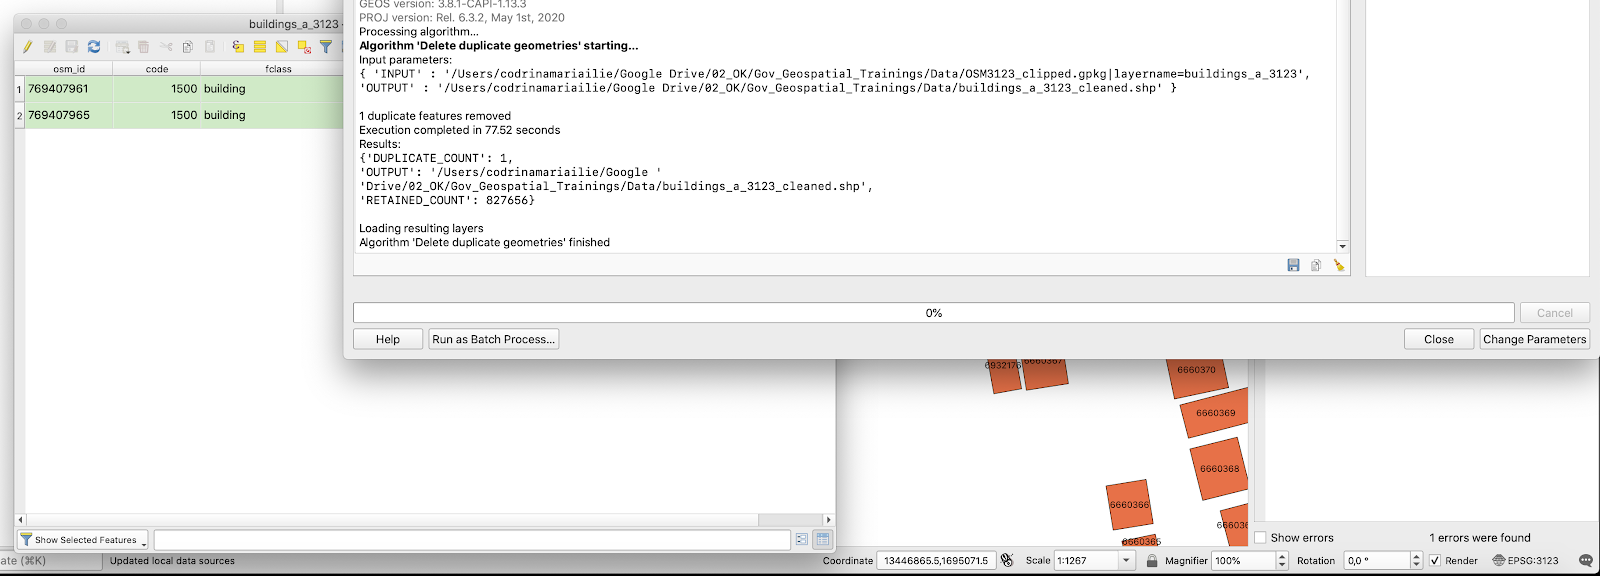 buildings_a_3123
osm_id code fclass
1 769407961 1500 building
2 769407965 1500 building
Show Selected Features
GEOS version: 3.8.1-CAPI-1.13.3
PROJ version: Rel. 6.3.2, May 1st, 2020
Processing algorithm...
Algorithm 'Delete duplicate geometries' starting...
Input parameters:
{ 'INPUT' : '/Users/codrinamariailie/Google Drive/02_OK/Gov_Geospatial_Trainings/Data/OSM3123_clipped.gpkg|layername=buildings_a_3123',
'OUTPUT' : '/Users/codrinamariailie/Google Drive/02_OK/Gov_Geospatial_Trainings/Data/buildings_a_3123_cleaned.shp' }
1 duplicate features removed
Execution completed in 77.52 seconds
Results:
{'DUPLICATE_COUNT': 1,
'OUTPUT': '/Users/codrinamariailie/Google '
'Drive/02_OK/Gov_Geospatial_Trainings/Data/buildings_a_3123_cleaned.shp',
'RETAINED_COUNT': 827656}
Loading resulting layers
Algorithm 'Delete duplicate geometries' finished
0%
Cancel
Help Run as Batch Process... Close Change Parameters
6932176 6660367 6660370
6660369
6660368
6660366
6660365
Show errors 1 errors were found
ate (⌘K) Updated local data sources Coordinate 13446865.5,1695071.5 Scale 1:1267 Magnifier 100% Rotation 0,0 ° Render EPSG:3123